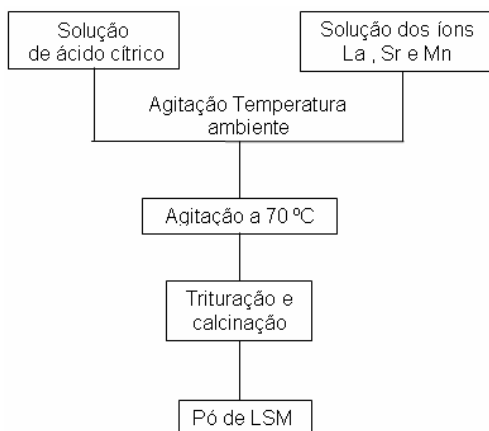 Solução
de ácido cítrico
Solução dos íons
La , Sr e Mn
Agitação Temperatura
ambiente
Agitação a 70 ºC
Trituração e
calcinação
Pó de LSM